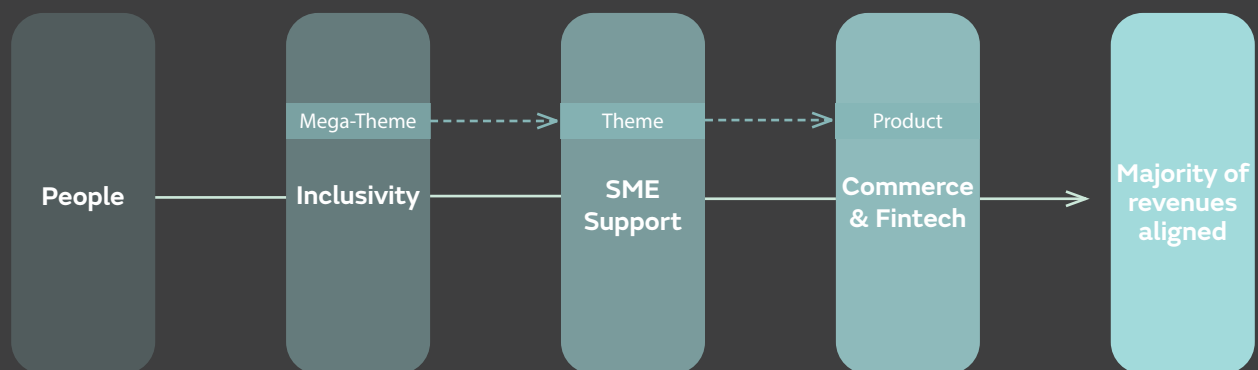 Mega-Theme
Theme
Product
People
Inclusivity
SME
Support
Commerce
& Fintech
Majority of
revenues
aligned